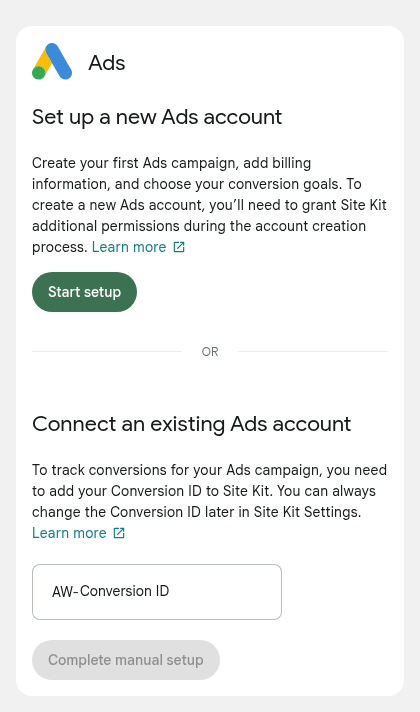 Ads
Set up a new Ads account
Create your first Ads campaign, add billing
information, and choose your conversion goals. To
create a new Ads account, you’ll need to grant Site Kit
additional permissions during the account creation
process. Learn more
Start setup
OR
Connect an existing Ads account
To track conversions for your Ads campaign, you need
to add your Conversion ID to Site Kit. You can always
change the Conversion ID later in Site Kit Settings.
Learn more
AW-Conversion ID
Complete manual setup